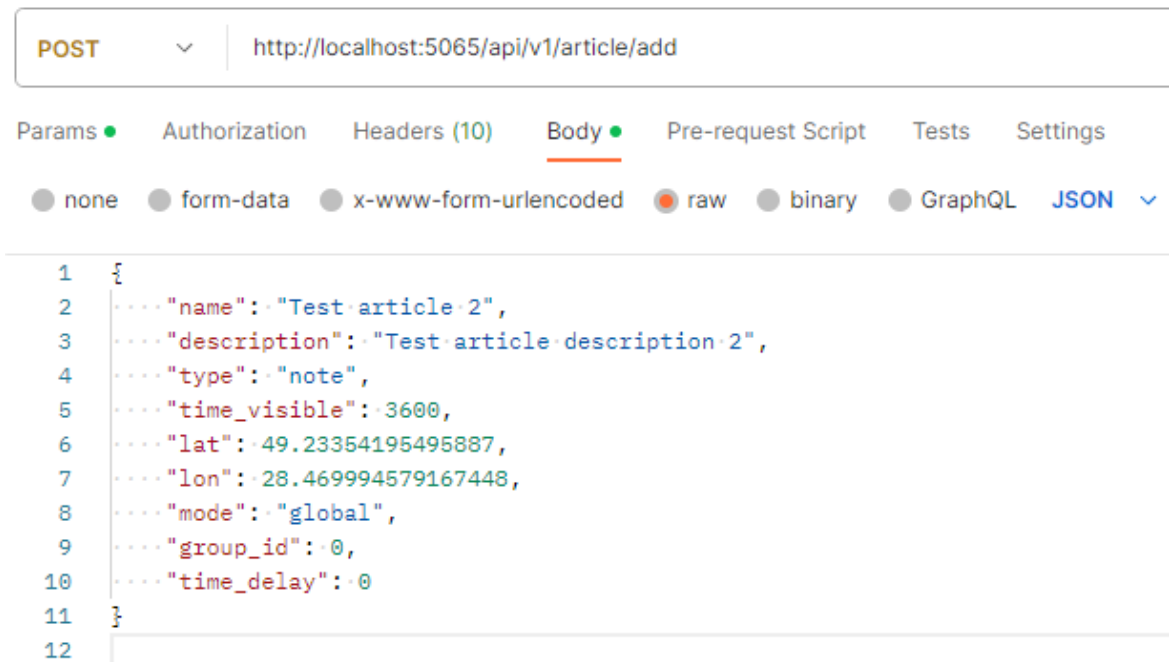 POST http://localhost:5065/api/v1/article/add
Params Authorization Headers (10) Body Pre-request Script Tests Settings
none form-data x-www-form-urlencoded raw binary GraphQL JSON
1 {
2 "name": "Test article 2",
3 "description": "Test article description 2",
4 "type": "note",
5 "time_visible": 3600,
6 "lat": 49.23354195495887,
7 "lon": 28.469994579167448,
8 "mode": "global",
9 "group_id": 0,
10 "time_delay": 0
11 }
12